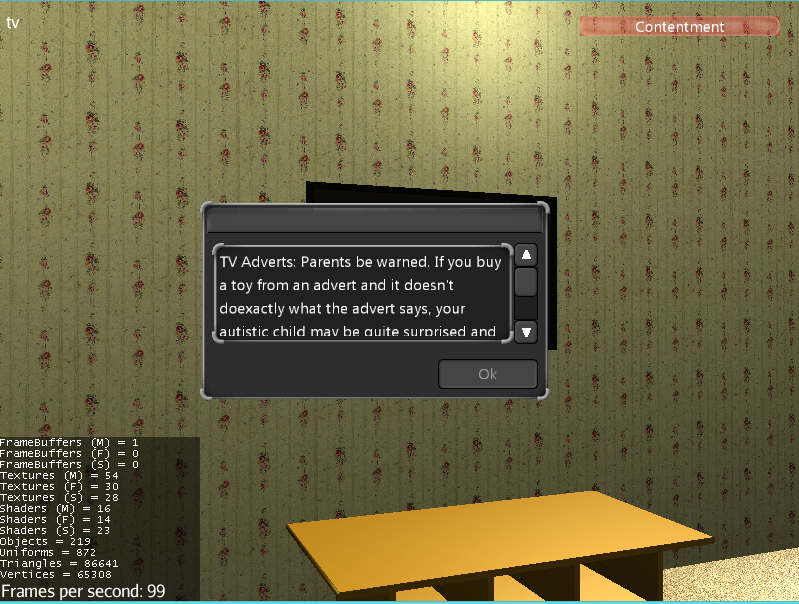 tv
Contentment
TV Adverts: Parents be warned. If you buy
a toy from an advert and it doesn't
doexactly what the advert says, your
autistic child may be quite surprised and
Ok
FrameBuffers (M) = 1
FrameBuffers (F) = 0
FrameBuffers (S) = 0
Textures (M) = 54
Textures (F) = 30
Textures (S) = 28
Shaders (M) = 16
Shaders (F) = 14
Shaders (S) = 23
Objects = 219
Uniforms = 872
Triangles = 86641
Vertices = 65308
Frames per second: 99